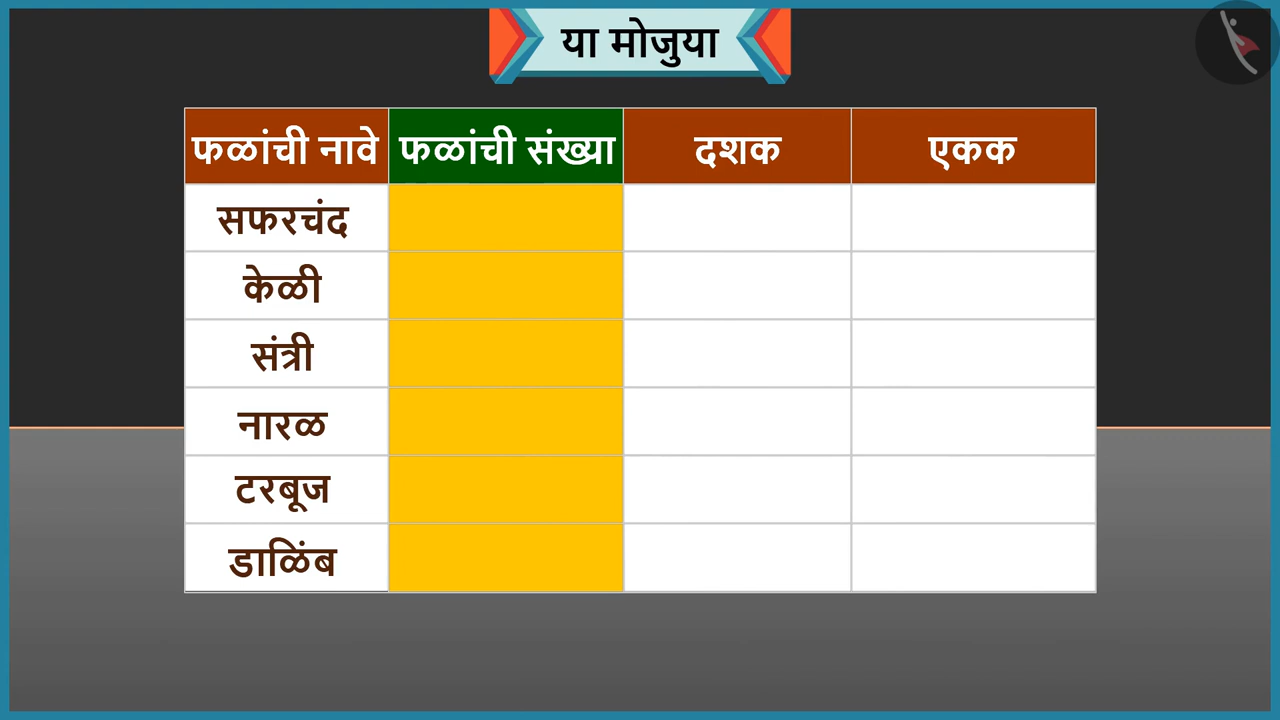 या मोजुया
फळांची नावे फळांची संख्या दशक एकक
सफरचंद
केळी
संत्री
नारळ
टरबूज
डाळिंब